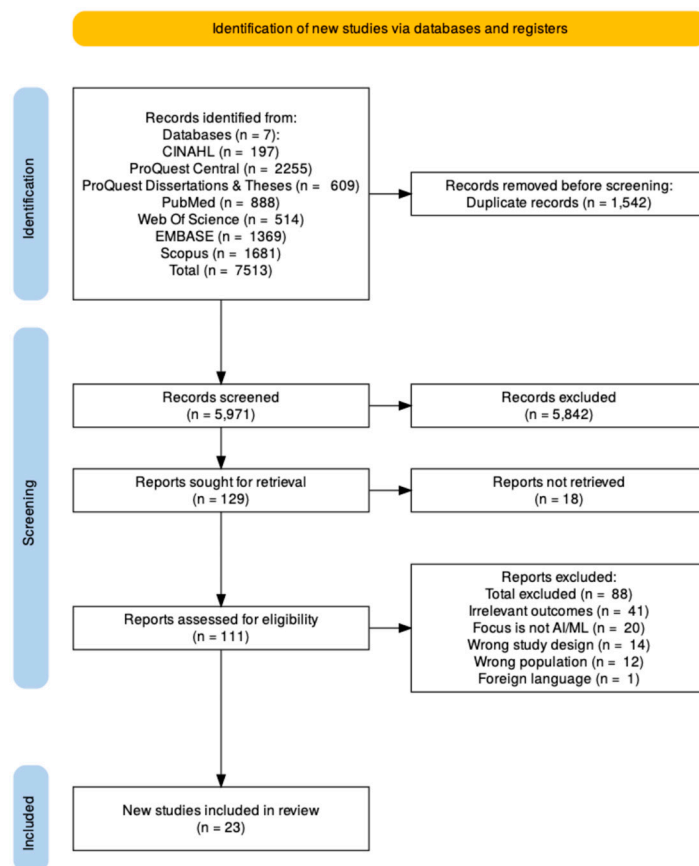 Identification of new studies via databases and registers
Identification
Records identified from:
Databases (n = 7):
CINAHL (n = 197)
ProQuest Central (n = 2255)
ProQuest Dissertations & Theses (n = 609)
PubMed (n = 888)
Web Of Science (n = 514)
EMBASE (n = 1369)
Scopus (n = 1681)
Total (n = 7513)
Records removed before screening:
Duplicate records (n = 1,542)
Screening
Records screened
(n = 5,971)
Records excluded
(n = 5,842)
Reports sought for retrieval
(n = 129)
Reports not retrieved
(n = 18)
Reports assessed for eligibility
(n = 111)
Reports excluded:
Total excluded (n = 88)
Irrelevant outcomes (n = 41)
Focus is not AI/ML (n = 20)
Wrong study design (n = 14)
Wrong population (n = 12)
Foreign language (n = 1)
Included
New studies included in review
(n = 23)